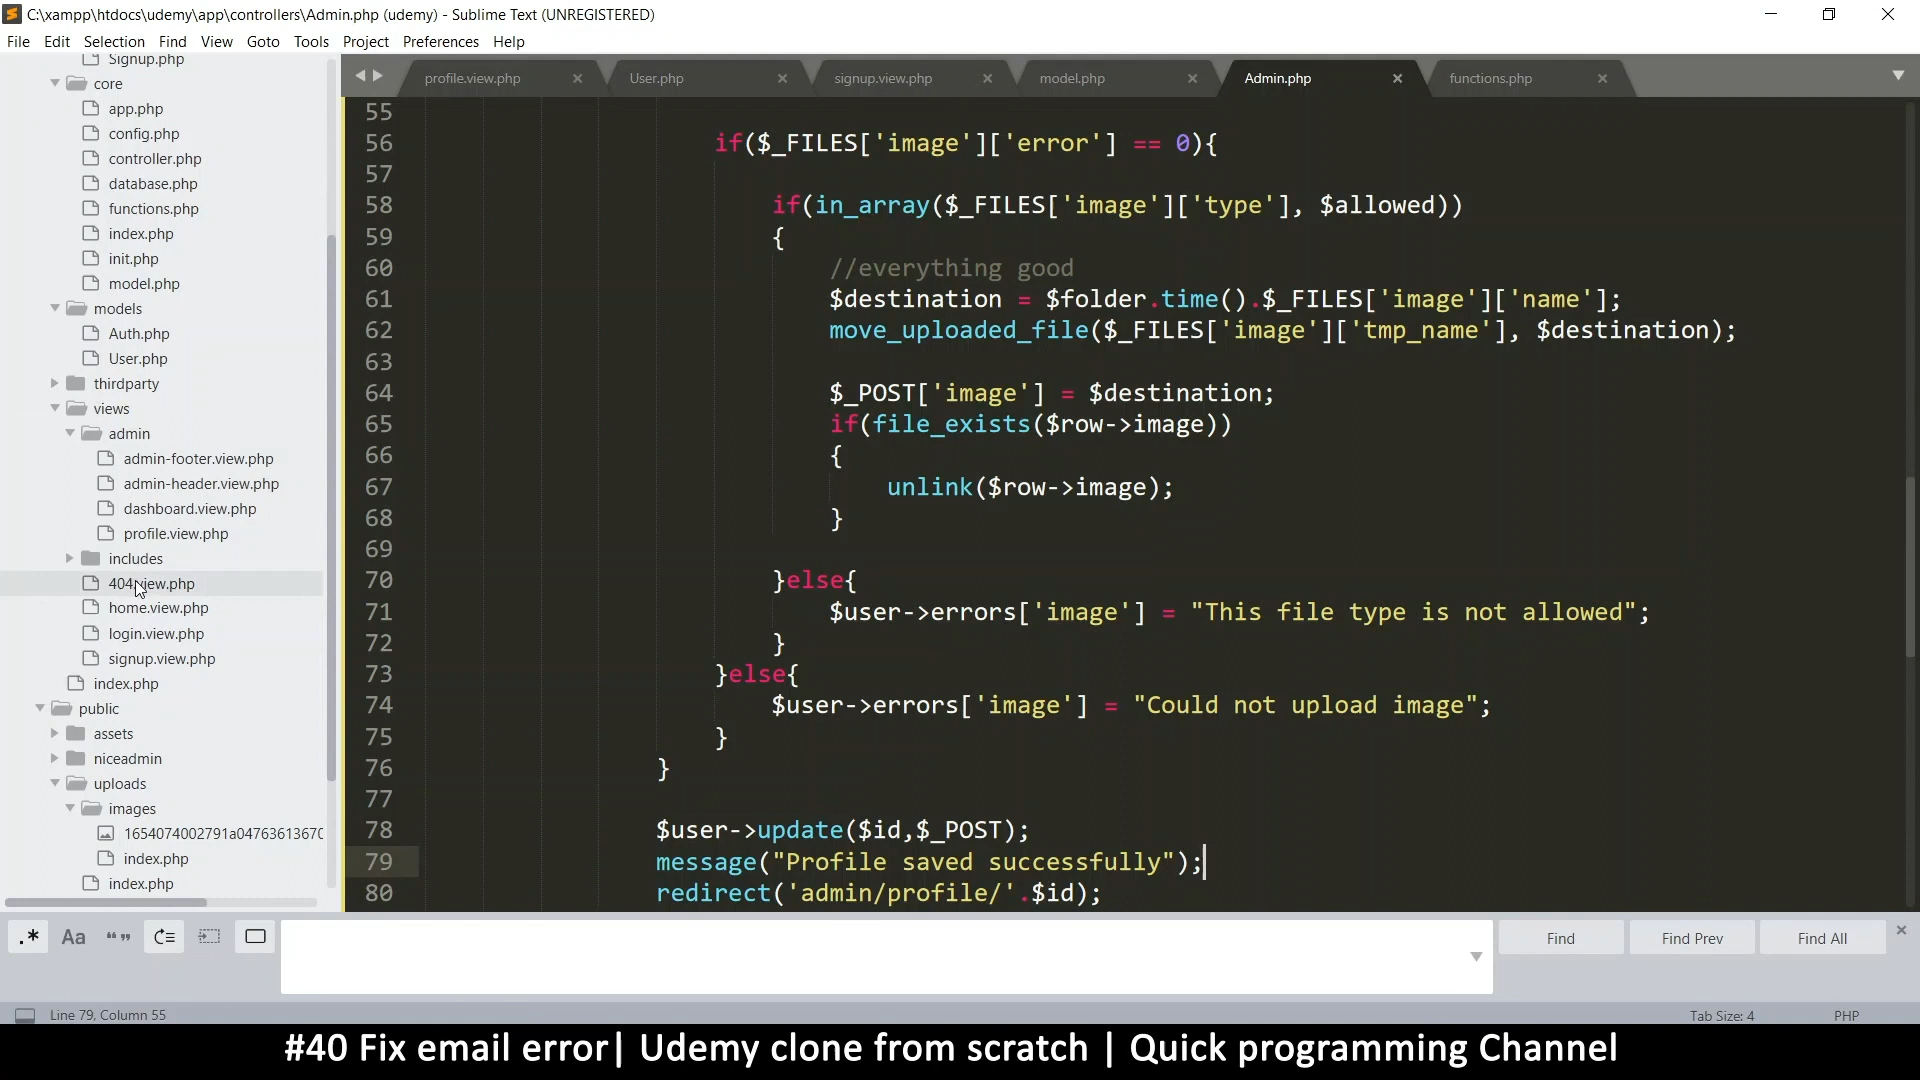 C:\xampp\htdocs\udemy\app\controllers\Admin.php (udemy) - Sublime Text (UNREGISTERED)
File Edit Selection Find View Goto Tools Project Preferences Help
profile.view.php User.php signup.view.php model.php Admin.php functions.php
Signup.php
core
app.php
config.php
controller.php
database.php
functions.php
index.php
init.php
model.php
models
Auth.php
User.php
thirdparty
views
admin
admin-footer.view.php
admin-header.view.php
dashboard.view.php
profile.view.php
includes
404.view.php
home.view.php
login.view.php
signup.view.php
index.php
public
assets
niceadmin
uploads
images
1654074002791a04763613670
index.php
index.php
55
56 if($_FILES['image']['error'] == 0){
57
58 if(in_array($_FILES['image']['type'], $allowed))
59 {
60 //everything good
61 $destination = $folder.time().$_FILES['image']['name'];
62 move_uploaded_file($_FILES['image']['tmp_name'], $destination);
63
64 $_POST['image'] = $destination;
65 if(file_exists($row->image))
66 {
67 unlink($row->image);
68 }
69
70 }else{
71 $user->errors['image'] = "This file type is not allowed";
72 }
73 }else{
74 $user->errors['image'] = "Could not upload image";
75 }
76 }
77
78 $user->update($id,$_POST);
79 message("Profile saved successfully");
80 redirect('admin/profile/'.$id);
.* Aa “” Find Find Prev Find All
Line 79, Column 55 Tab Size: 4 PHP
#40 Fix email error| Udemy clone from scratch | Quick programming Channel